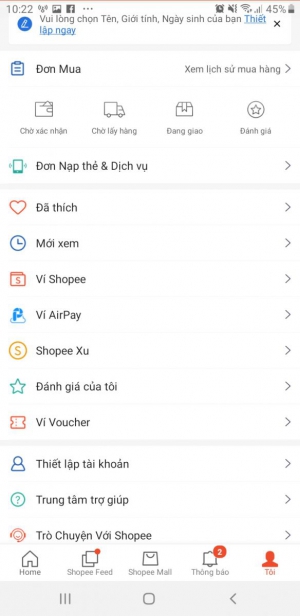 10:22
45%
Vui lòng chọn Tên, Giới tính, Ngày sinh của bạn Thiết
lập ngay
Đơn Mua
Xem lịch sử mua hàng
Chờ xác nhận
Chờ lấy hàng
Đang giao
Đánh giá
Đơn Nạp thẻ & Dịch vụ
Đã thích
Mới xem
Ví Shopee
Ví AirPay
Shopee Xu
Đánh giá của tôi
Ví Voucher
Thiết lập tài khoản
Trung tâm trợ giúp
Trò Chuyện Với Shopee
2
Home
Shopee Feed
Shopee Mall
Thông báo
Tôi